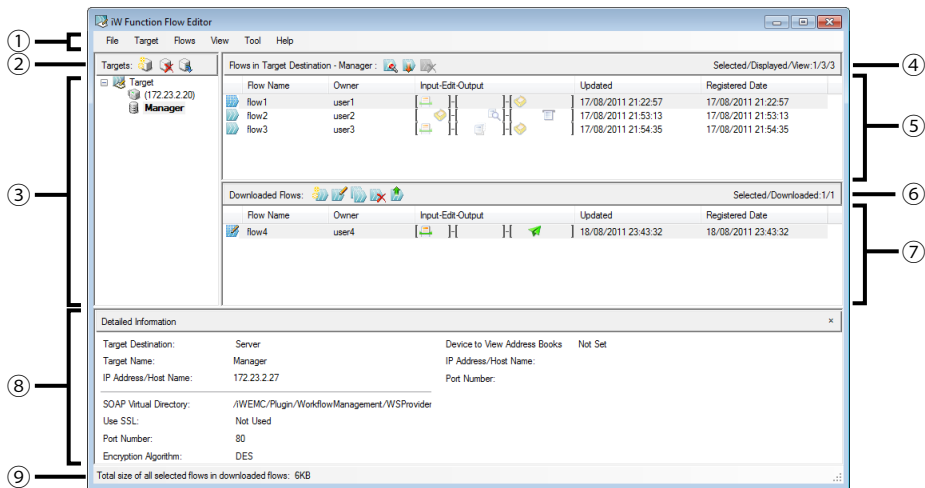 iW Function Flow Editor
① File Target Flows View Tool Help
② Targets: Flows in Target Destination - Manager : Selected/Displayed/View:1/3/3 ④
③ Target
(172.23.2.20)
Manager
⑤ Flow Name Owner Input-Edit-Output Updated Registered Date
flow1 user1 [ ]-[ ]-[ ] 17/08/2011 21:22:57 17/08/2011 21:22:57
flow2 user2 [ ]-[ ]-[ ] 17/08/2011 21:53:13 17/08/2011 21:53:13
flow3 user3 [ ]-[ ]-[ ] 17/08/2011 21:54:35 17/08/2011 21:54:35
Downloaded Flows: Selected/Downloaded:1/1 ⑥
⑦ Flow Name Owner Input-Edit-Output Updated Registered Date
flow4 user4 [ ]-[ ]-[ ] 18/08/2011 23:43:32 18/08/2011 23:43:32
⑧ Detailed Information ×
Target Destination: Server Device to View Address Books Not Set
Target Name: Manager IP Address/Host Name:
IP Address/Host Name: 172.23.2.27 Port Number:
SOAP Virtual Directory: /iWEMC/Plugin/WorkflowManagement/WSProvider
Use SSL: Not Used
Port Number: 80
Encryption Algorithm: DES
⑨ Total size of all selected flows in downloaded flows: 6KB